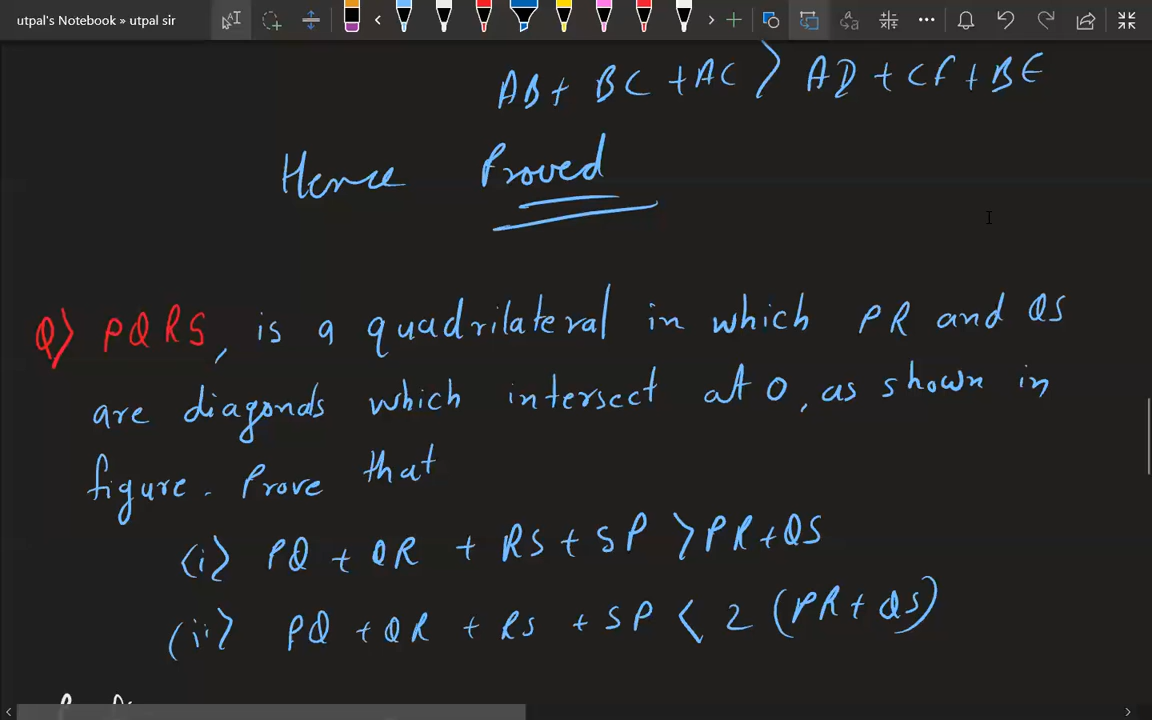 utpal's Notebook » utpal sir
AB + BC + AC > AD + CF + BE
Hence Proved
Q) PQRS, is a quadrilateral in which PR and QS
are diagonds which intersect at O, as shown in
figure. Prove that
(i) PQ + QR + RS + SP > PR + QS
(ii) PQ + QR + RS + SP < 2 (PR + QS)